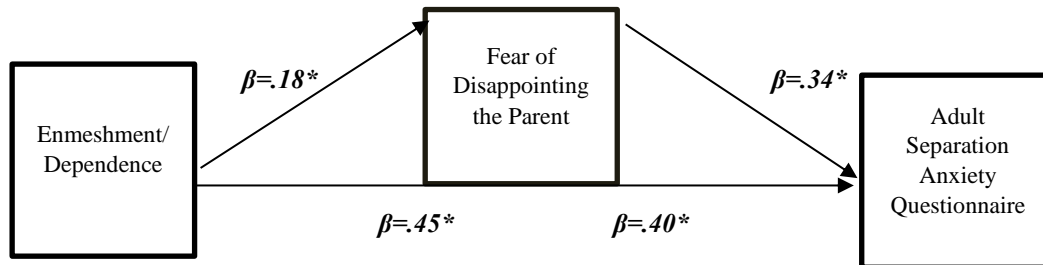 Enmeshment/
Dependence
β=.18*
Fear of
Disappointing
the Parent
β=.34*
Adult
Separation
Anxiety
Questionnaire
β=.45*
β=.40*